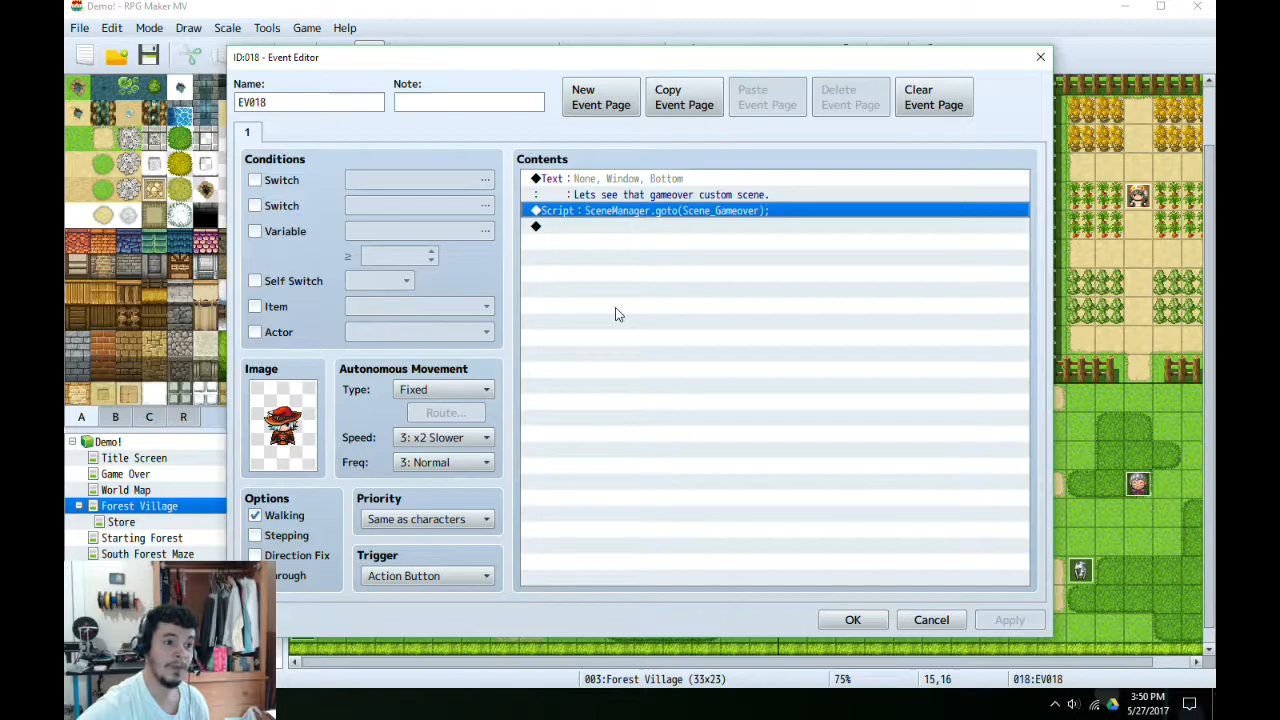 Demo! - RPG Maker MV
File Edit Mode Draw Scale Tools Game Help
ID:018 - Event Editor
Name:
Note:
EV018
New Event Page
Copy Event Page
Paste Event Page
Delete Event Page
Clear Event Page
1
Conditions
Switch
...
Switch
...
Variable
...
≥
Self Switch
Item
Actor
Contents
◆Text：None, Window, Bottom
:　　　：Lets see that gameover custom scene.
◆Script：SceneManager.goto(Scene_Gameover);
◆
Image
Autonomous Movement
Type:
Fixed
Route...
Speed:
3: x2 Slower
Freq:
3: Normal
Options
Walking
Stepping
Direction Fix
Priority
Same as characters
Trigger
Action Button
OK
Cancel
Apply
A B C R
Demo!
Title Screen
Game Over
World Map
Forest Village
Store
Starting Forest
South Forest Maze
003:Forest Village (33x23)
75%
15,16
018:EV018
3:50 PM
5/27/2017